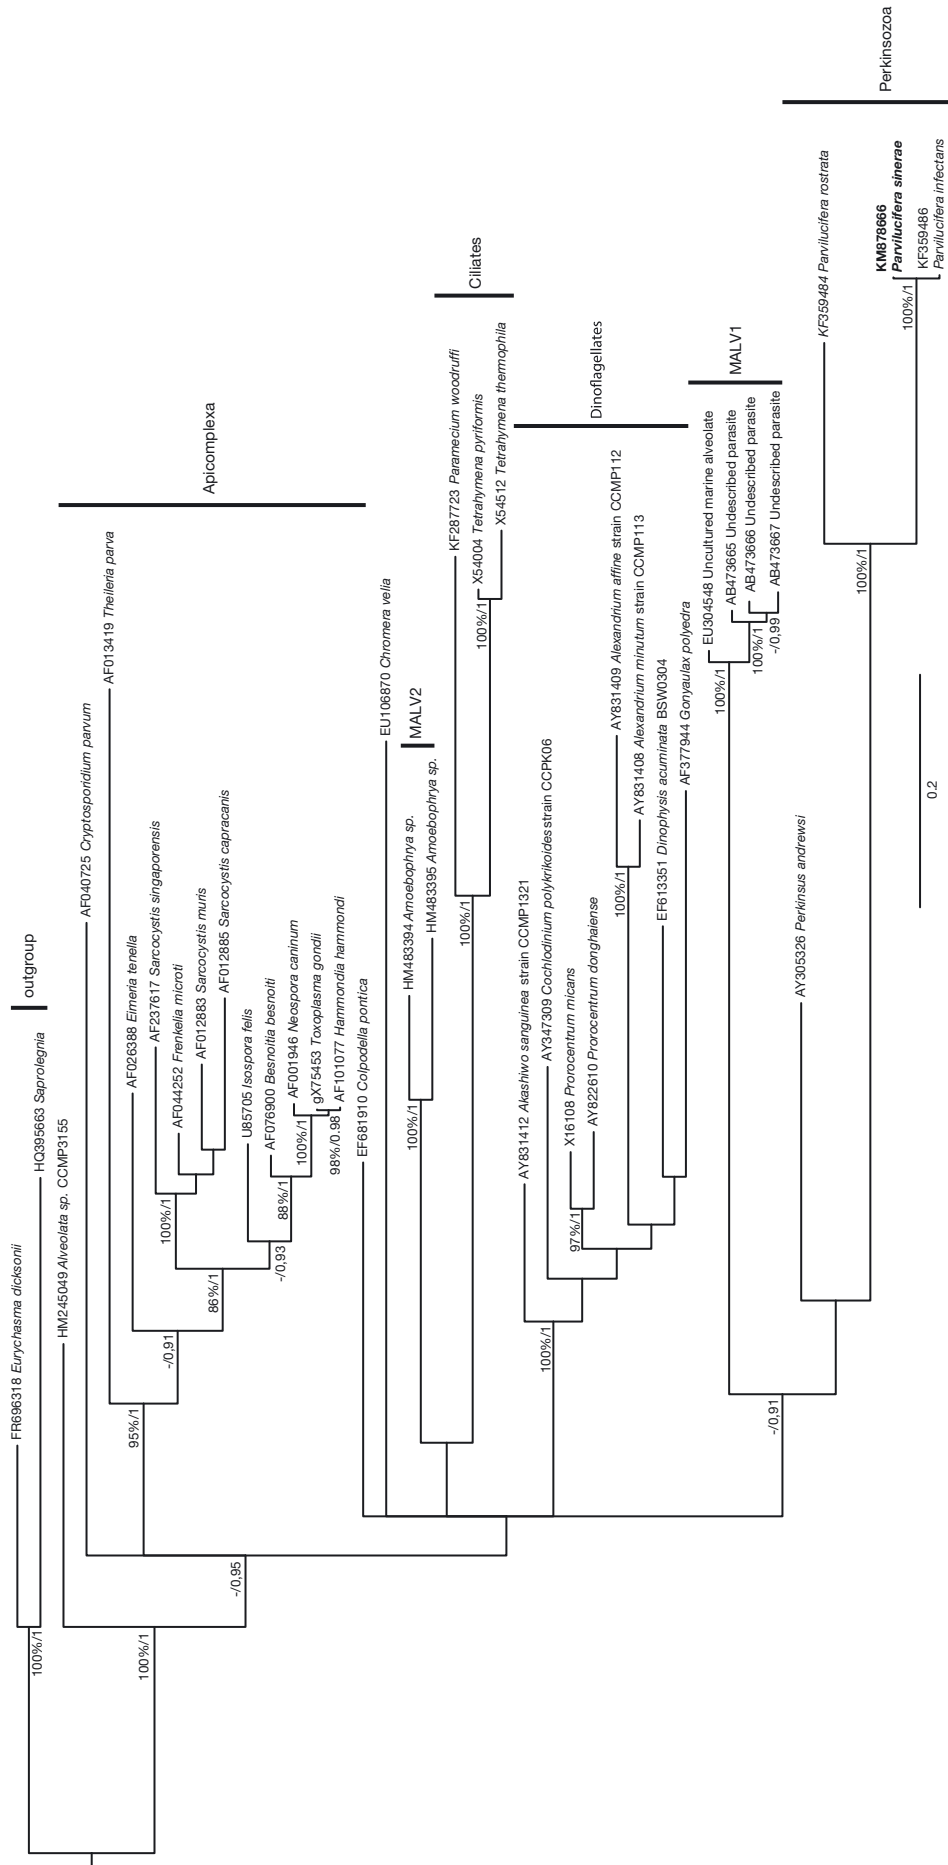 FR696318 Eurychasma dicksonii
HQ395663 Saprolegnia
outgroup
100%/1
HM245049 Alveolata sp. CCMP3155
100%/1
AF040725 Cryptosporidium parvum
AF013419 Theileria parva
95%/1
AF026388 Eimeria tenella
-/0,91
AF237617 Sarcocystis singaporensis
100%/1
AF044252 Frenkelia microti
AF012883 Sarcocystis muris
AF012885 Sarcocystis capracanis
Apicomplexa
86%/1
-/0,95
U85705 Isospora felis
AF076900 Besnoitia besnoiti
-/0,93
88%/1
AF001946 Neospora caninum
100%/1
gX75453 Toxoplasma gondii
AF101077 Hammondia hammondi
98%/0.98
EF681910 Colpodella pontica
EU106870 Chromera velia
HM483394 Amoebophrya sp.
100%/1
HM483395 Amoebophrya sp.
MALV2
KF287723 Paramecium woodruffi
100%/1
X54004 Tetrahymena pyriformis
100%/1
X54512 Tetrahymena thermophila
Ciliates
AY831412 Akashiwo sanguinea strain CCMP1321
100%/1
AY347309 Cochlodinium polykrikoides strain CCPK06
X16108 Prorocentrum micans
97%/1
AY822610 Prorocentrum donghaiense
AY831409 Alexandrium affine strain CCMP112
100%/1
AY831408 Alexandrium minutum strain CCMP113
EF613351 Dinophysis acuminata BSW0304
AF377944 Gonyaulax polyedra
Dinoflagellates
EU304548 Uncultured marine alveolate
100%/1
AB473665 Undescribed parasite
AB473666 Undescribed parasite
100%/1
AB473667 Undescribed parasite
-/0,99
MALV1
-/0,91
AY305326 Perkinsus andrewsi
KF359484 Parvilucifera rostrata
100%/1
KM878666
Parvilucifera sinerae
100%/1
KF359486
Parvilucifera infectans
Perkinsozoa
0.2